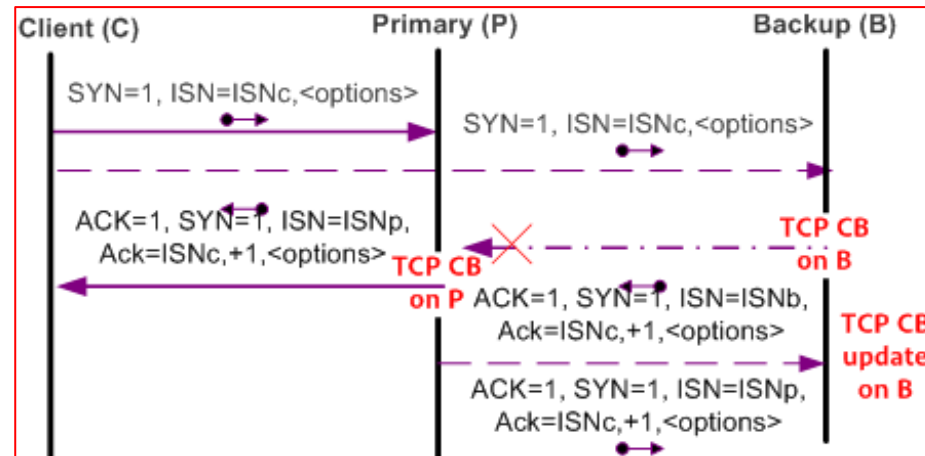 Client (C)
Primary (P)
Backup (B)
SYN=1, ISN=ISNc,<options>
SYN=1, ISN=ISNc,<options>
ACK=1, SYN=1, ISN=ISNp,
Ack=ISNc,+1,<options>
TCP CB
on B
TCP CB
on P
ACK=1, SYN=1, ISN=ISNb,
Ack=ISNc,+1,<options>
TCP CB
update
on B
ACK=1, SYN=1, ISN=ISNp,
Ack=ISNc,+1,<options>